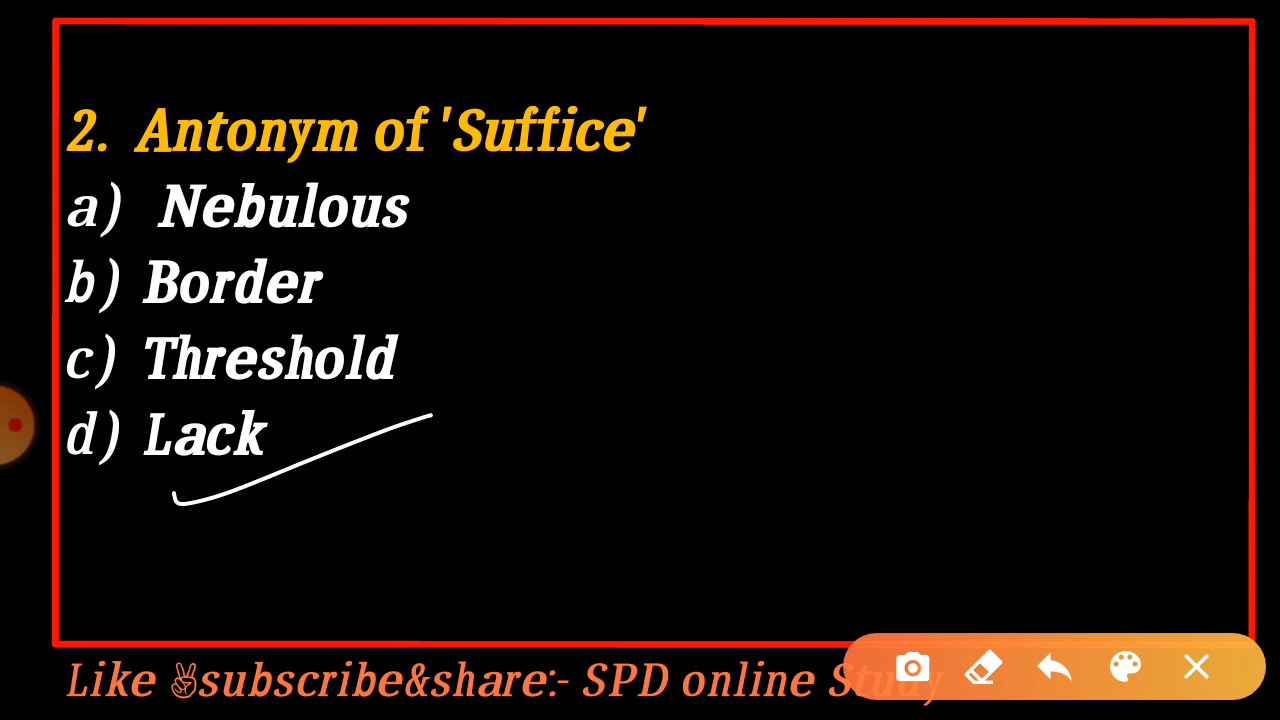 2. Antonym of 'Suffice'
a) Nebulous
b) Border
c) Threshold
d) Lack
Like ✌subscribe&share:- SPD online Study